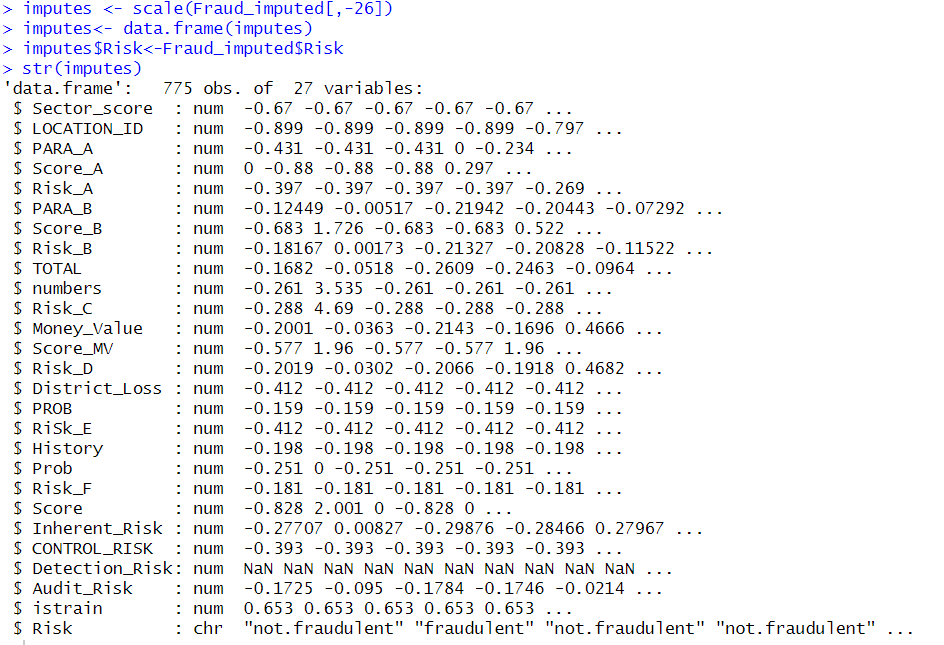 > imputes <- scale(Fraud_imputed[,-26])
> imputes<- data.frame(imputes)
> imputes$Risk<-Fraud_imputed$Risk
> str(imputes)
'data.frame':   775 obs. of  27 variables:
 $ Sector_score  : num  -0.67 -0.67 -0.67 -0.67 -0.67 ...
 $ LOCATION_ID   : num  -0.899 -0.899 -0.899 -0.899 -0.797 ...
 $ PARA_A        : num  -0.431 -0.431 -0.431 0 -0.234 ...
 $ Score_A       : num  0 -0.88 -0.88 -0.88 0.297 ...
 $ Risk_A        : num  -0.397 -0.397 -0.397 -0.397 -0.269 ...
 $ PARA_B        : num  -0.12449 -0.00517 -0.21942 -0.20443 -0.07292 ...
 $ Score_B       : num  -0.683 1.726 -0.683 -0.683 0.522 ...
 $ Risk_B        : num  -0.18167 0.00173 -0.21327 -0.20828 -0.11522 ...
 $ TOTAL         : num  -0.1682 -0.0518 -0.2609 -0.2463 -0.0964 ...
 $ numbers       : num  -0.261 3.535 -0.261 -0.261 -0.261 ...
 $ Risk_C        : num  -0.288 4.69 -0.288 -0.288 -0.288 ...
 $ Money_Value   : num  -0.2001 -0.0363 -0.2143 -0.1696 0.4666 ...
 $ Score_MV      : num  -0.577 1.96 -0.577 -0.577 1.96 ...
 $ Risk_D        : num  -0.2019 -0.0302 -0.2066 -0.1918 0.4682 ...
 $ District_Loss : num  -0.412 -0.412 -0.412 -0.412 -0.412 ...
 $ PROB          : num  -0.159 -0.159 -0.159 -0.159 -0.159 ...
 $ RiSk_E        : num  -0.412 -0.412 -0.412 -0.412 -0.412 ...
 $ History       : num  -0.198 -0.198 -0.198 -0.198 -0.198 ...
 $ Prob          : num  -0.251 0 -0.251 -0.251 -0.251 ...
 $ Risk_F        : num  -0.181 -0.181 -0.181 -0.181 -0.181 ...
 $ Score         : num  -0.828 2.001 0 -0.828 0 ...
 $ Inherent_Risk : num  -0.27707 0.00827 -0.29876 -0.28466 0.27967 ...
 $ CONTROL_RISK  : num  -0.393 -0.393 -0.393 -0.393 -0.393 ...
 $ Detection_Risk: num  NaN NaN NaN NaN NaN NaN NaN NaN NaN NaN ...
 $ Audit_Risk    : num  -0.1725 -0.095 -0.1784 -0.1746 -0.0214 ...
 $ istrain       : num  0.653 0.653 0.653 0.653 0.653 ...
 $ Risk          : chr  "not.fraudulent" "fraudulent" "not.fraudulent" "not.fraudulent" ...